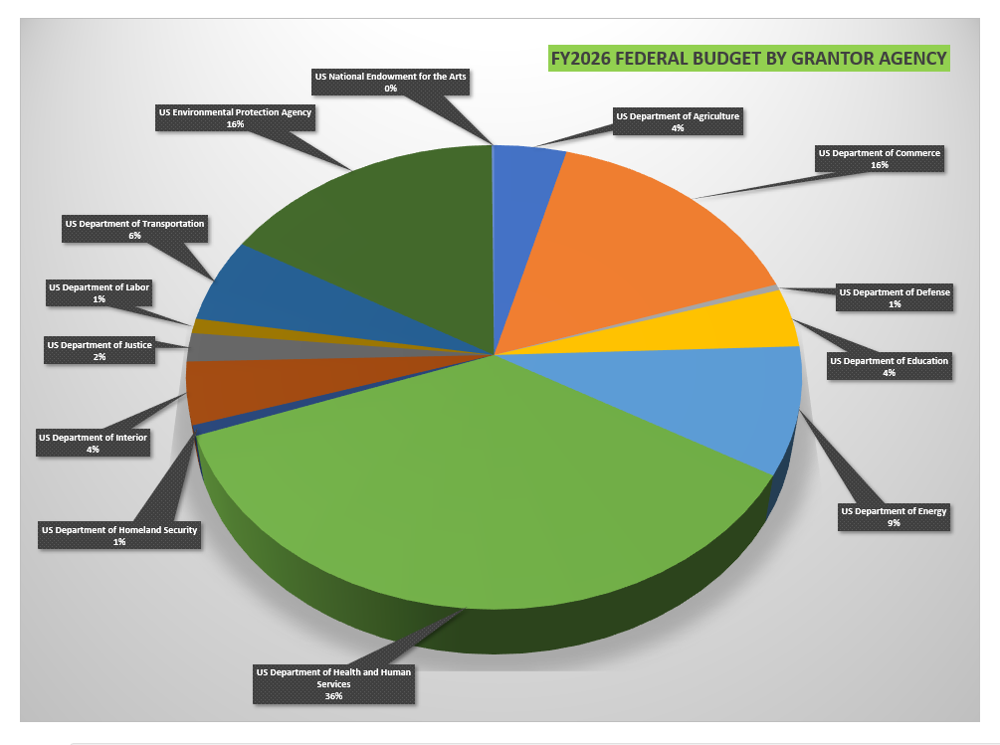 FY2026 FEDERAL BUDGET BY GRANTOR AGENCY
US National Endowment for the Arts
0%
US Environmental Protection Agency
16%
US Department of Agriculture
4%
US Department of Commerce
16%
US Department of Transportation
6%
US Department of Labor
1%
US Department of Defense
1%
US Department of Justice
2%
US Department of Education
4%
US Department of Interior
4%
US Department of Energy
9%
US Department of Homeland Security
1%
US Department of Health and Human
Services
36%